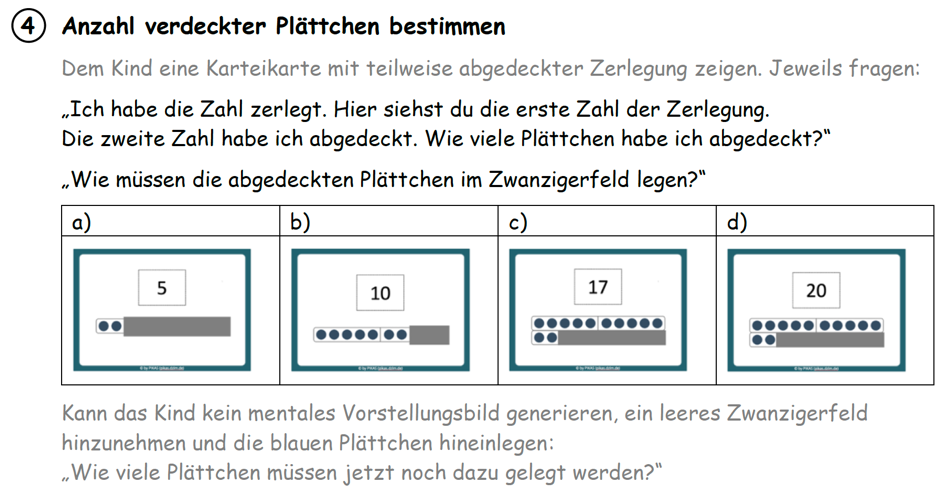 4 Anzahl verdeckter Plättchen bestimmen
Dem Kind eine Karteikarte mit teilweise abgedeckter Zerlegung zeigen. Jeweils fragen:
„Ich habe die Zahl zerlegt. Hier siehst du die erste Zahl der Zerlegung.
Die zweite Zahl habe ich abgedeckt. Wie viele Plättchen habe ich abgedeckt?“
„Wie müssen die abgedeckten Plättchen im Zwanzigerfeld legen?“
a) b) c) d)
5 10 17 20
Kann das Kind kein mentales Vorstellungsbild generieren, ein leeres Zwanzigerfeld
hinzunehmen und die blauen Plättchen hineinlegen:
„Wie viele Plättchen müssen jetzt noch dazu gelegt werden?“